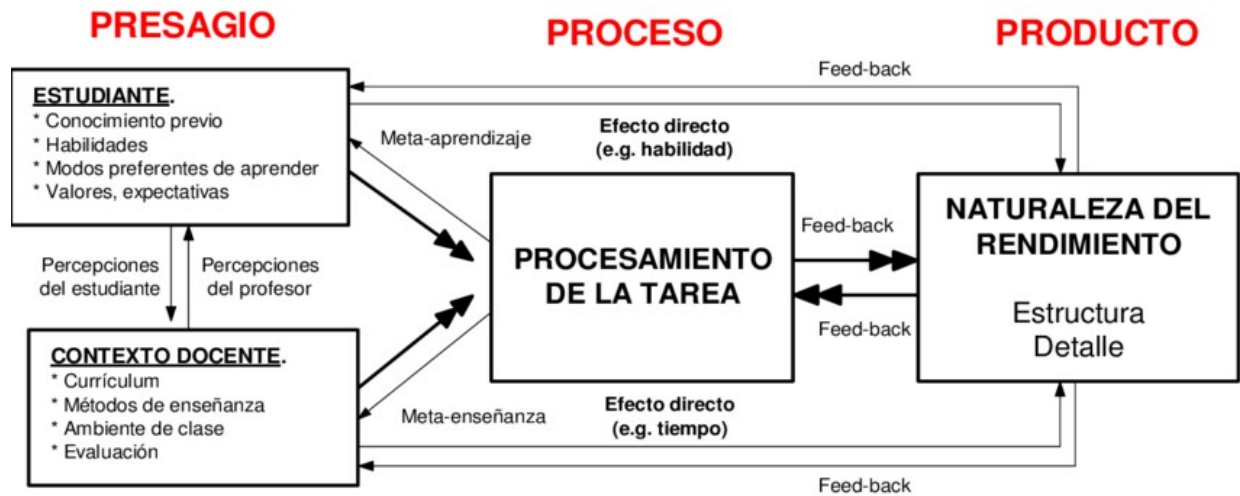 PRESAGIO
PROCESO
PRODUCTO
Feed-back
ESTUDIANTE.
* Conocimiento previo
* Habilidades
* Modos preferentes de aprender
* Valores, expectativas
Meta-aprendizaje
Efecto directo
(e.g. habilidad)
Percepciones
del estudiante
Percepciones
del profesor
PROCESAMIENTO
DE LA TAREA
Feed-back
Feed-back
NATURALEZA DEL
RENDIMIENTO
Estructura
Detalle
CONTEXTO DOCENTE.
* Currículum
* Métodos de enseñanza
* Ambiente de clase
* Evaluación
Meta-enseñanza
Efecto directo
(e.g. tiempo)
Feed-back